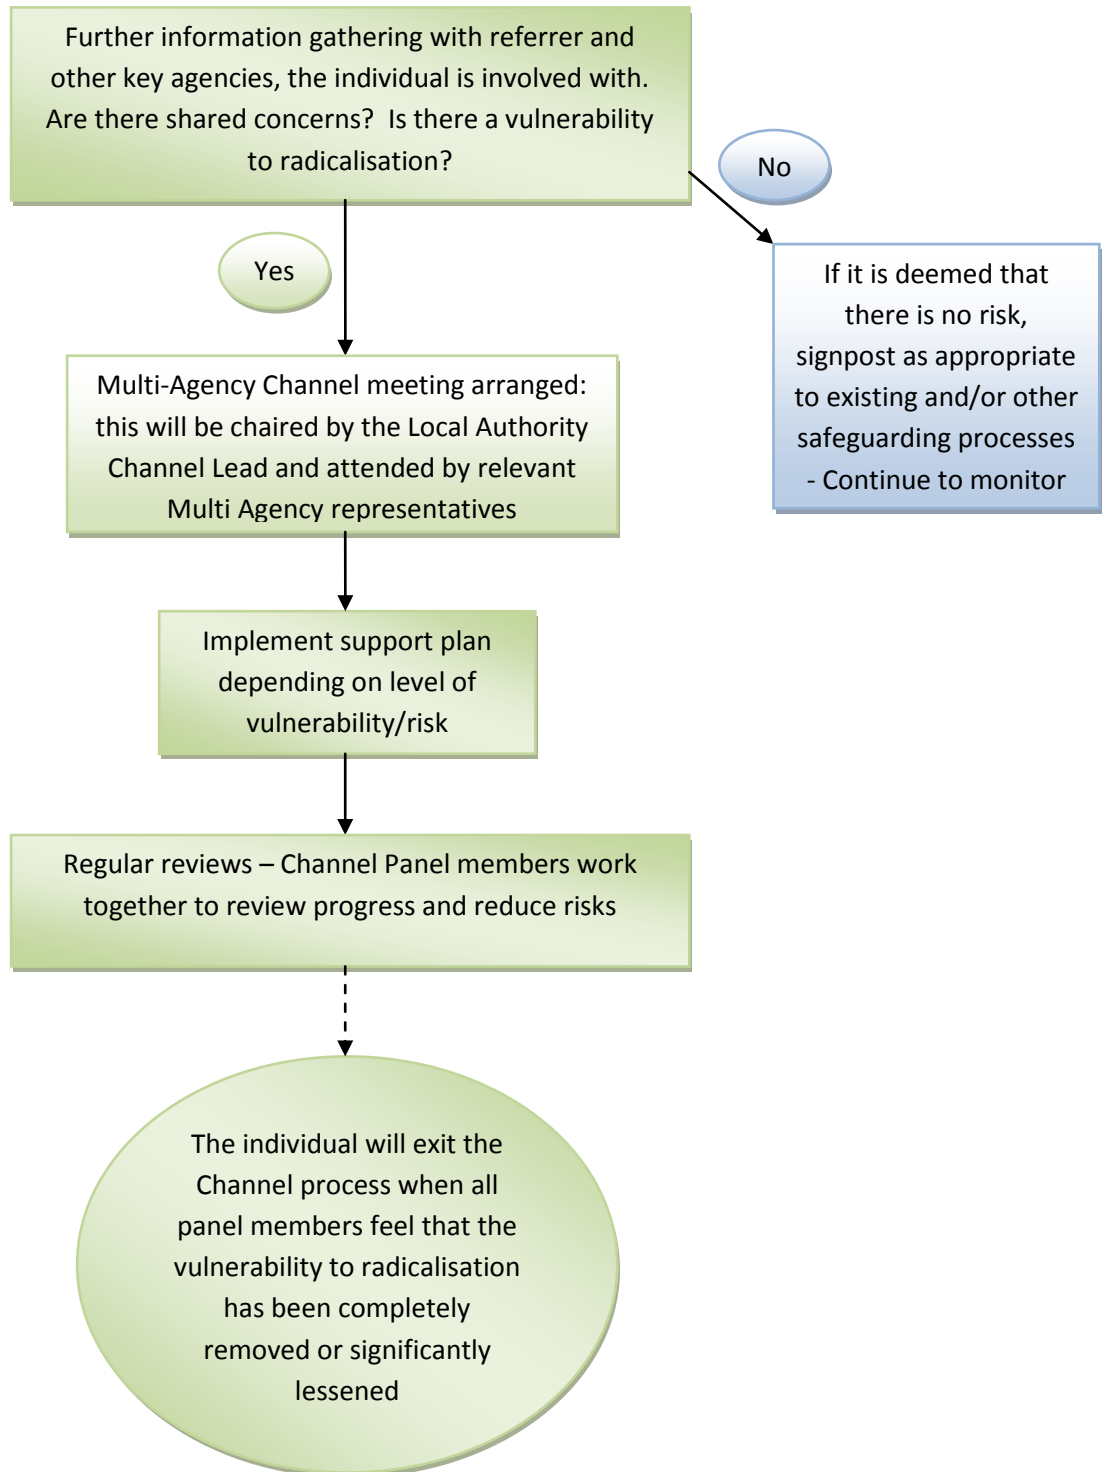 Further information gathering with referrer and
other key agencies, the individual is involved with.
Are there shared concerns?  Is there a vulnerability
to radicalisation?
No
Yes
If it is deemed that
there is no risk,
signpost as appropriate
to existing and/or other
safeguarding processes
- Continue to monitor
Multi-Agency Channel meeting arranged:
this will be chaired by the Local Authority
Channel Lead and attended by relevant
Multi Agency representatives
Implement support plan
depending on level of
vulnerability/risk
Regular reviews – Channel Panel members work
together to review progress and reduce risks
The individual will exit the
Channel process when all
panel members feel that the
vulnerability to radicalisation
has been completely
removed or significantly
lessened